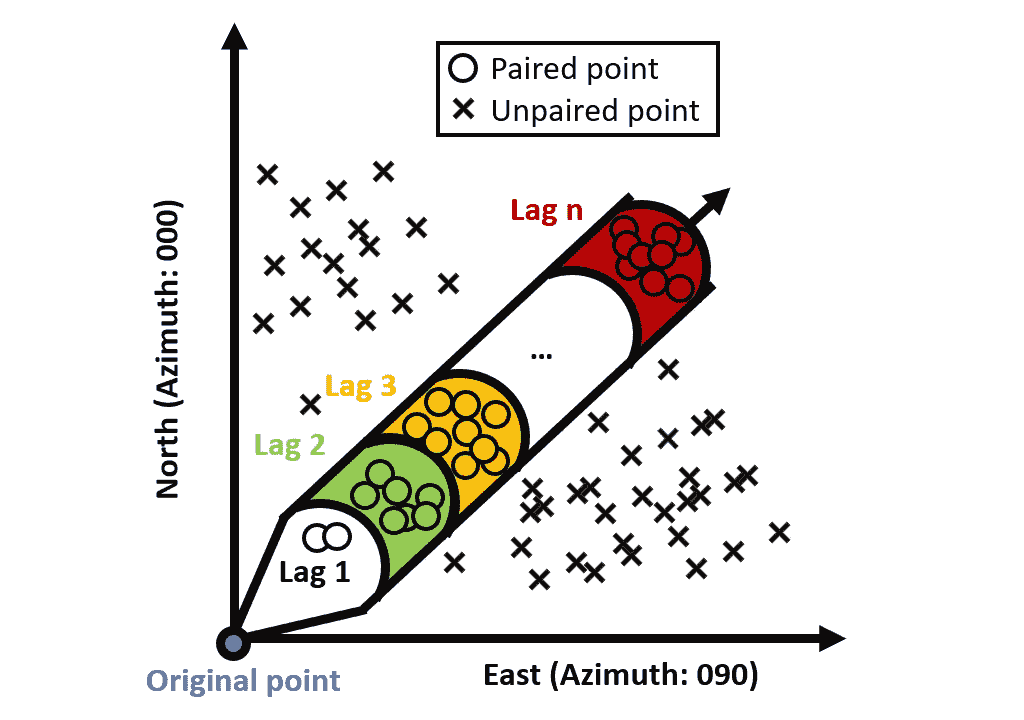 Paired point
Unpaired point
Lag n
North (Azimuth: 000)
...
Lag 3
Lag 2
Lag 1
Original point
East (Azimuth: 090)